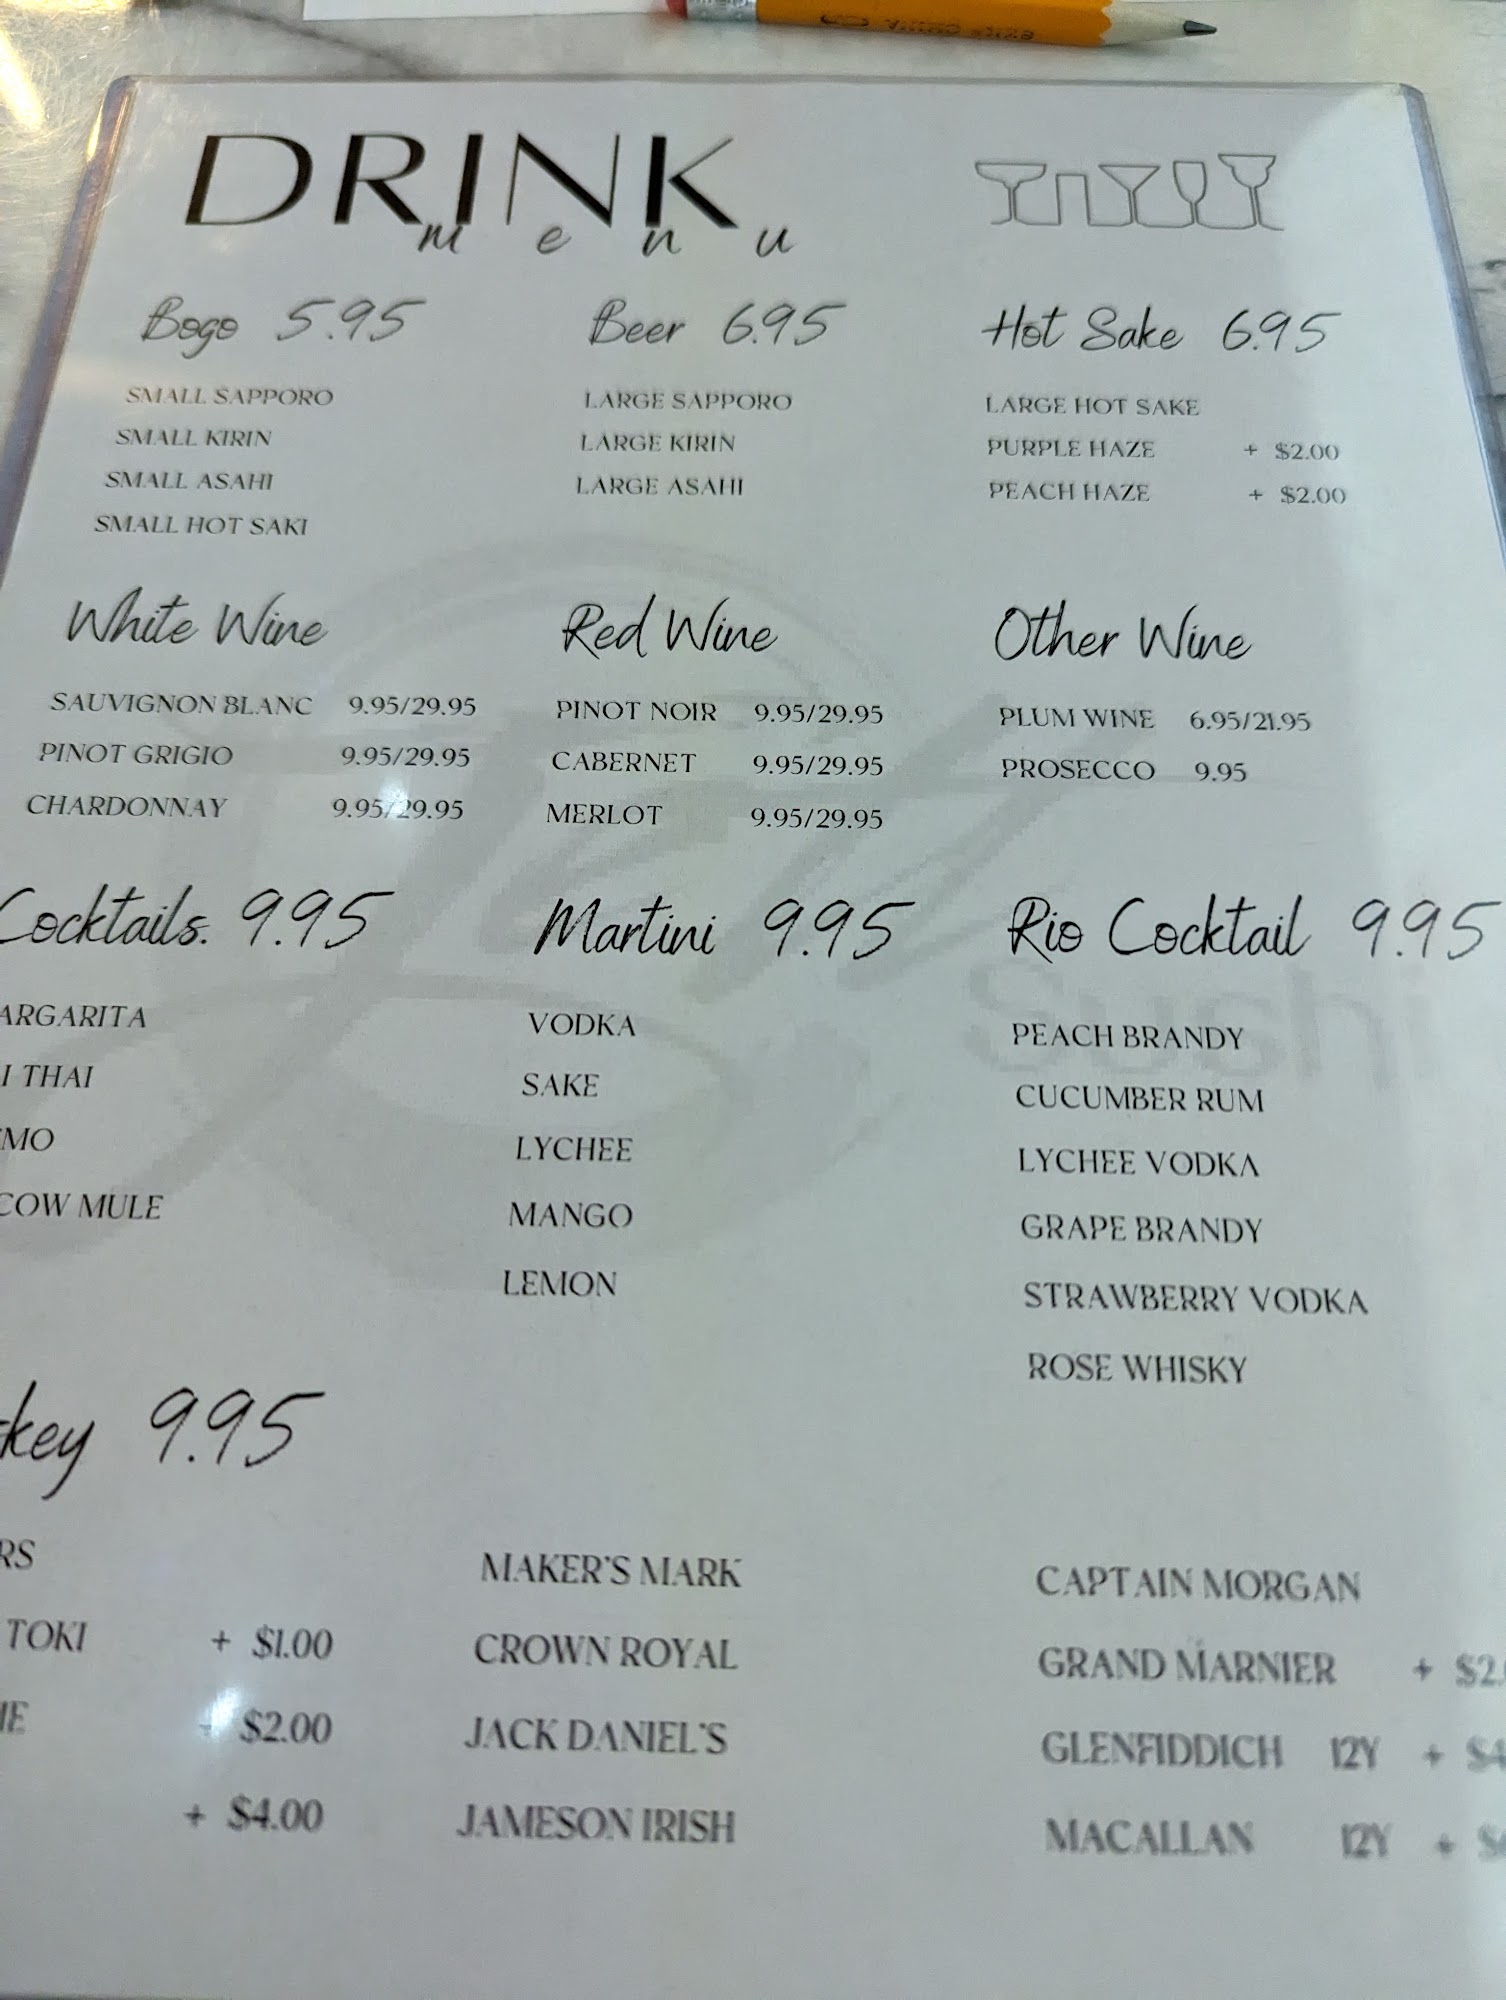 DRINK
menu
Bogo 5.95
SMALL SAPPORO
SMALL KIRIN
SMALL ASAHI
SMALL HOT SAKI
Beer 6.95
LARGE SAPPORO
LARGE KIRIN
LARGE ASAHI
Hot Sake 6.95
LARGE HOT SAKE
PURPLE HAZE + $2.00
PEACH HAZE + $2.00
White Wine
SAUVIGNON BLANC 9.95/29.95
PINOT GRIGIO 9.95/29.95
CHARDONNAY 9.95/29.95
Red Wine
PINOT NOIR 9.95/29.95
CABERNET 9.95/29.95
MERLOT 9.95/29.95
Other Wine
PLUM WINE 6.95/21.95
PROSECCO 9.95
Cocktails. 9.95
ARGARITA
I THAI
MO
COW MULE
Martini 9.95
VODKA
SAKE
LYCHEE
MANGO
LEMON
Rio Cocktail 9.95
PEACH BRANDY
CUCUMBER RUM
LYCHEE VODKA
GRAPE BRANDY
STRAWBERRY VODKA
ROSE WHISKY
Sushi
key 9.95
RS
TOKI + $1.00
IE + $2.00
+ $4.00
MAKER'S MARK
CROWN ROYAL
JACK DANIEL'S
JAMESON IRISH
CAPTAIN MORGAN
GRAND MARNIER + $2.
GLENFIDDICH 12Y + $4
MACALLAN 12Y + $